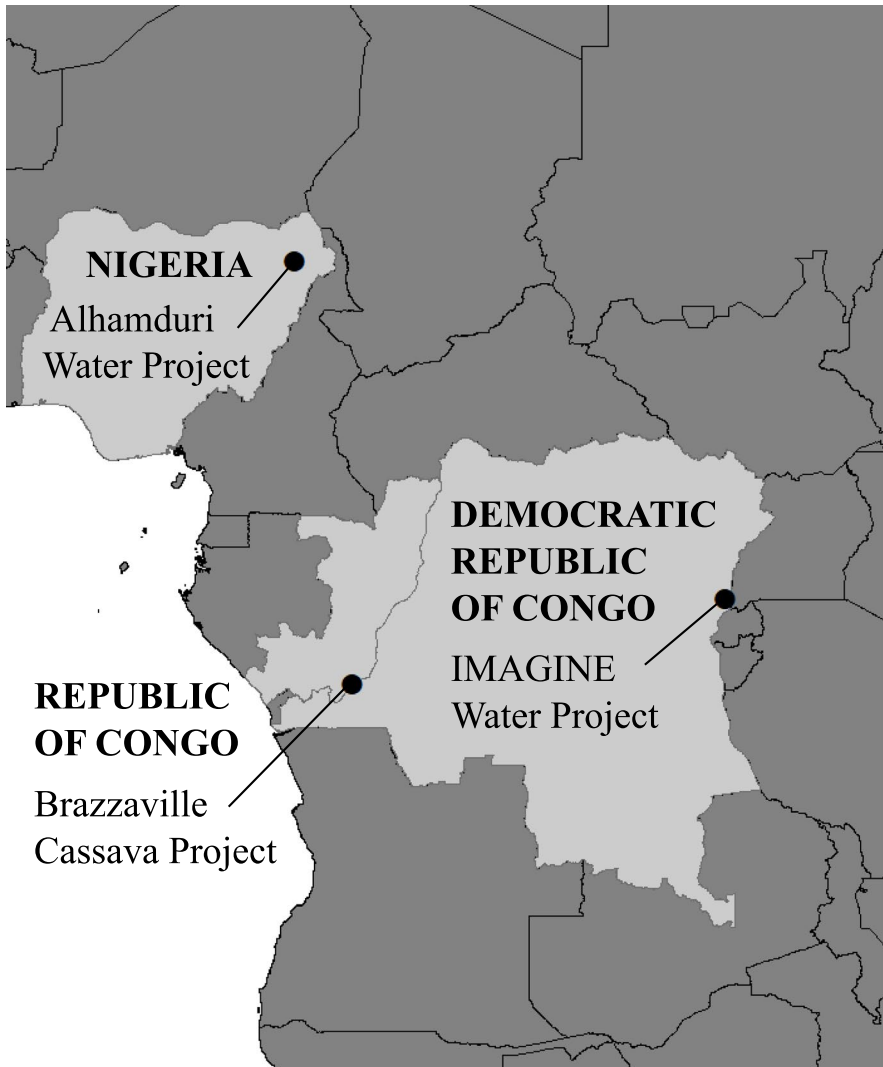 NIGERIA
Alhamduri
Water Project
DEMOCRATIC
REPUBLIC
OF CONGO
IMAGINE
Water Project
REPUBLIC
OF CONGO
Brazzaville
Cassava Project